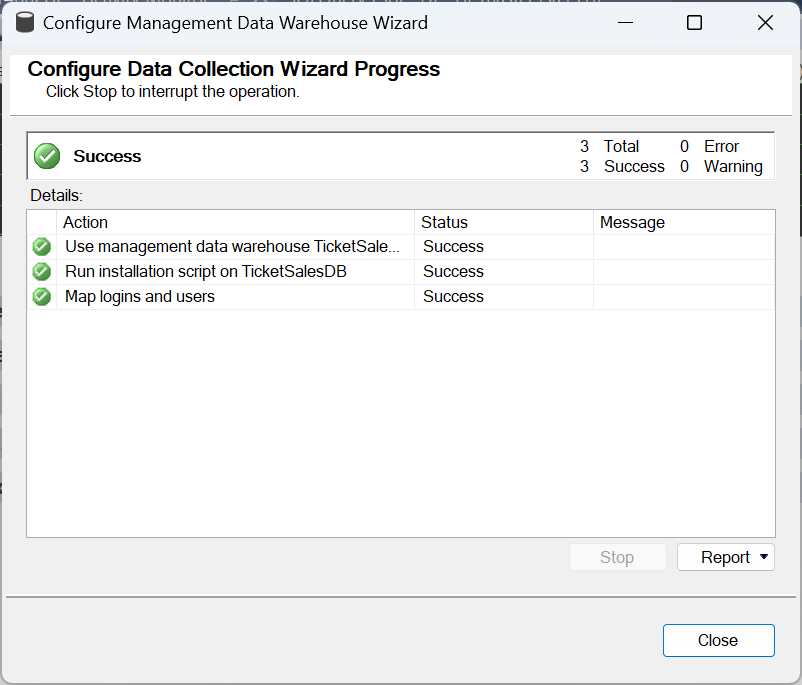 Configure Management Data Warehouse Wizard
Configure Data Collection Wizard Progress
Click Stop to interrupt the operation.
Success
3 Total 0 Error
3 Success 0 Warning
Details:
Action Status Message
Use management data warehouse TicketSale... Success
Run installation script on TicketSalesDB Success
Map logins and users Success
Stop Report
Close